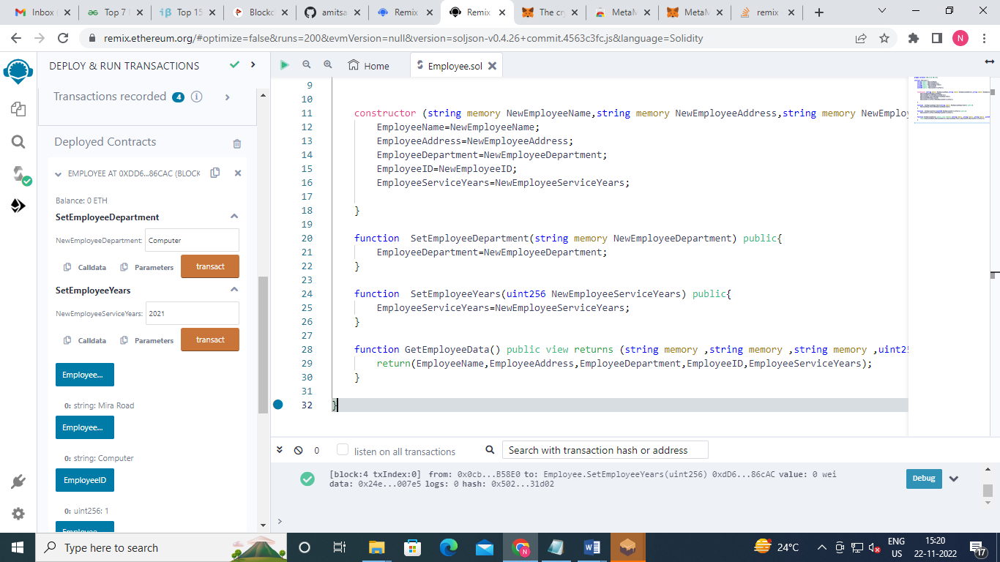 Inbox (
Top 7 I
Top 15
Blockc
amitsa
Remix
Remix
The cry
MetaM
MetaM
remix
remix.ethereum.org/#optimize=false&runs=200&evmVersion=null&version=soljson-v0.4.26+commit.4563c3fc.js&language=Solidity
N
DEPLOY & RUN TRANSACTIONS
Home
Employee.sol
Transactions recorded 4 i
Deployed Contracts
EMPLOYEE AT 0XDD6...86CAC (BLOCK
Balance: 0 ETH
SetEmployeeDepartment
NewEmployeeDepartment: Computer
Calldata Parameters transact
SetEmployeeYears
NewEmployeeServiceYears: 2021
Calldata Parameters transact
Employee...
0: string: Mira Road
Employee...
0: string: Computer
EmployeeID
0: uint256: 1
Employee...
9
10
11 constructor (string memory NewEmployeeName,string memory NewEmployeeAddress,string memory NewEmplo
12 EmployeeName=NewEmployeeName;
13 EmployeeAddress=NewEmployeeAddress;
14 EmployeeDepartment=NewEmployeeDepartment;
15 EmployeeID=NewEmployeeID;
16 EmployeeServiceYears=NewEmployeeServiceYears;
17
18 }
19
20 function  SetEmployeeDepartment(string memory NewEmployeeDepartment) public{
21 EmployeeDepartment=NewEmployeeDepartment;
22 }
23
24 function  SetEmployeeYears(uint256 NewEmployeeServiceYears) public{
25 EmployeeServiceYears=NewEmployeeServiceYears;
26 }
27
28 function GetEmployeeData() public view returns (string memory ,string memory ,string memory ,uint25
29 return(EmployeeName,EmployeeAddress,EmployeeDepartment,EmployeeID,EmployeeServiceYears);
30 }
31
32 }
0 listen on all transactions Search with transaction hash or address
[block:4 txIndex:0] from: 0x0cb...B58E0 to: Employee.SetEmployeeYears(uint256) 0xdD6...86cAC value: 0 wei
data: 0x24e...007e5 logs: 0 hash: 0x502...31d02
Debug
>
Type here to search
N
24°C
ENG
US
15:20
22-11-2022
17